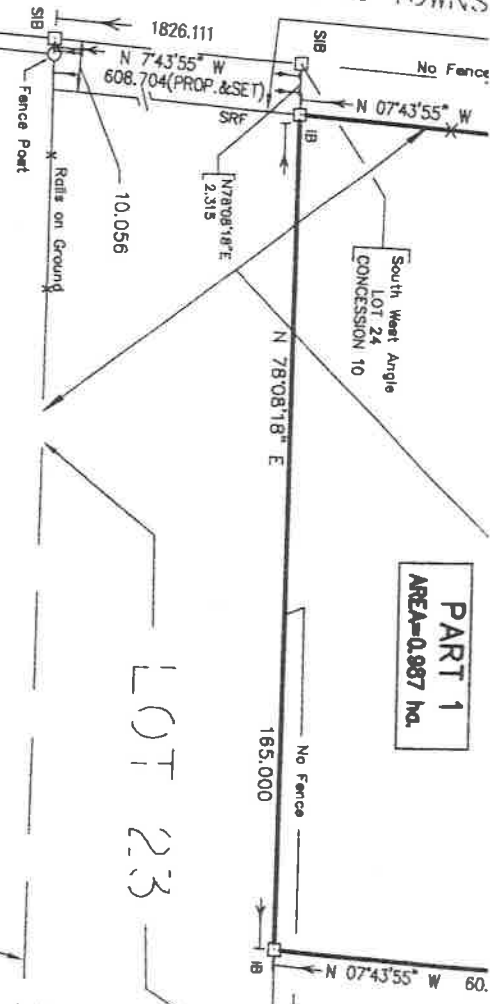 TOWNS
1826.111
SIB
N 7°43'55" W
608.704(PROP.&SET)
SIB
No Fence
N 07°43'55" W
SRF
IB
Fence Post
Rails on Ground
10.056
N78°08'18"E
2.315
South West Angle
LOT 24
CONCESSION 10
N 78°08'18" E
PART 1
AREA=0.987 ha.
LOT 23
165.000
No Fence
IB
N 07°43'55" W
60.